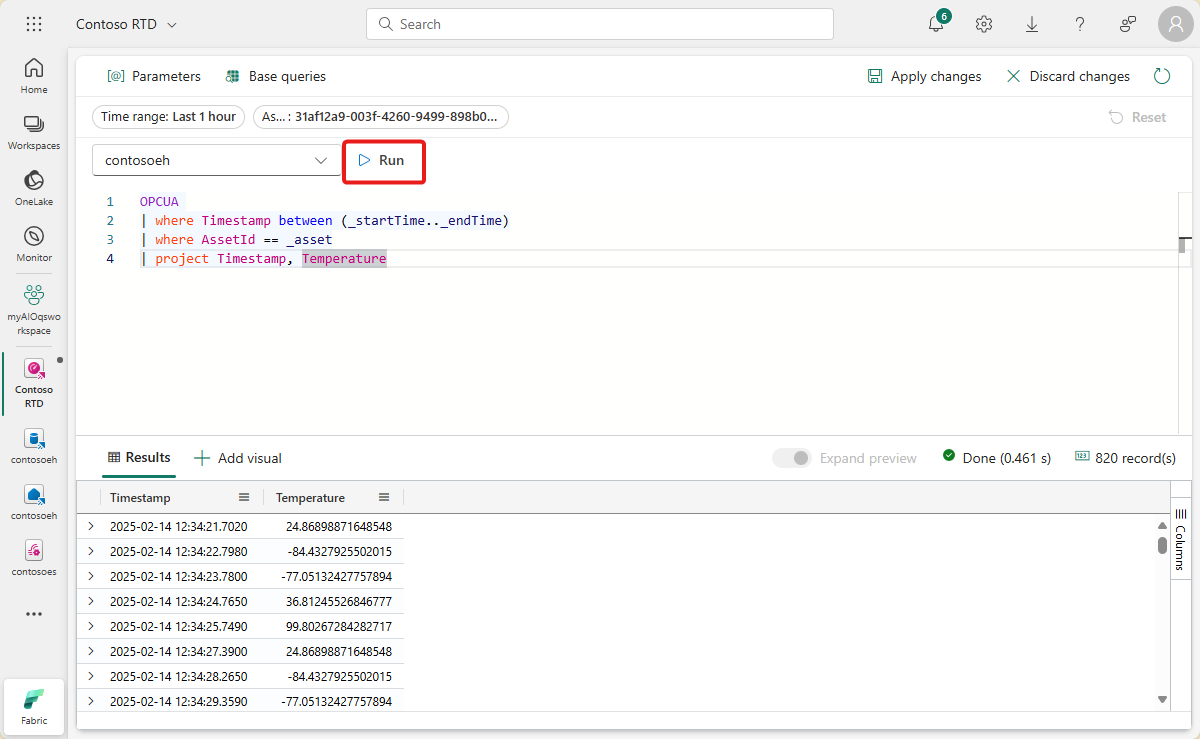 Contoso RTD
Search
6
Home
Workspaces
OneLake
Monitor
myAIOqswo
rkspace
Contoso
RTD
contosoeh
contosoeh
contosoes
Fabric
Parameters
Base queries
Apply changes
Discard changes
Time range: Last 1 hour
As... : 31af12a9-003f-4260-9499-898b0...
Reset
contosoeh
Run
1 OPCUA
2 | where Timestamp between (_startTime.._endTime)
3 | where AssetId == _asset
4 | project Timestamp, Temperature
Results
Add visual
Expand preview
Done (0.461 s)
123
820 record(s)
Timestamp Temperature
2025-02-14 12:34:21.7020 24.86898871648548
2025-02-14 12:34:22.7980 -84.4327925502015
2025-02-14 12:34:23.7800 -77.05132427757894
2025-02-14 12:34:24.7650 36.81245526846777
2025-02-14 12:34:25.7490 99.80267284282717
2025-02-14 12:34:27.3900 24.86898871648548
2025-02-14 12:34:28.2650 -84.4327925502015
2025-02-14 12:34:29.3590 -77.05132427757894
Columns